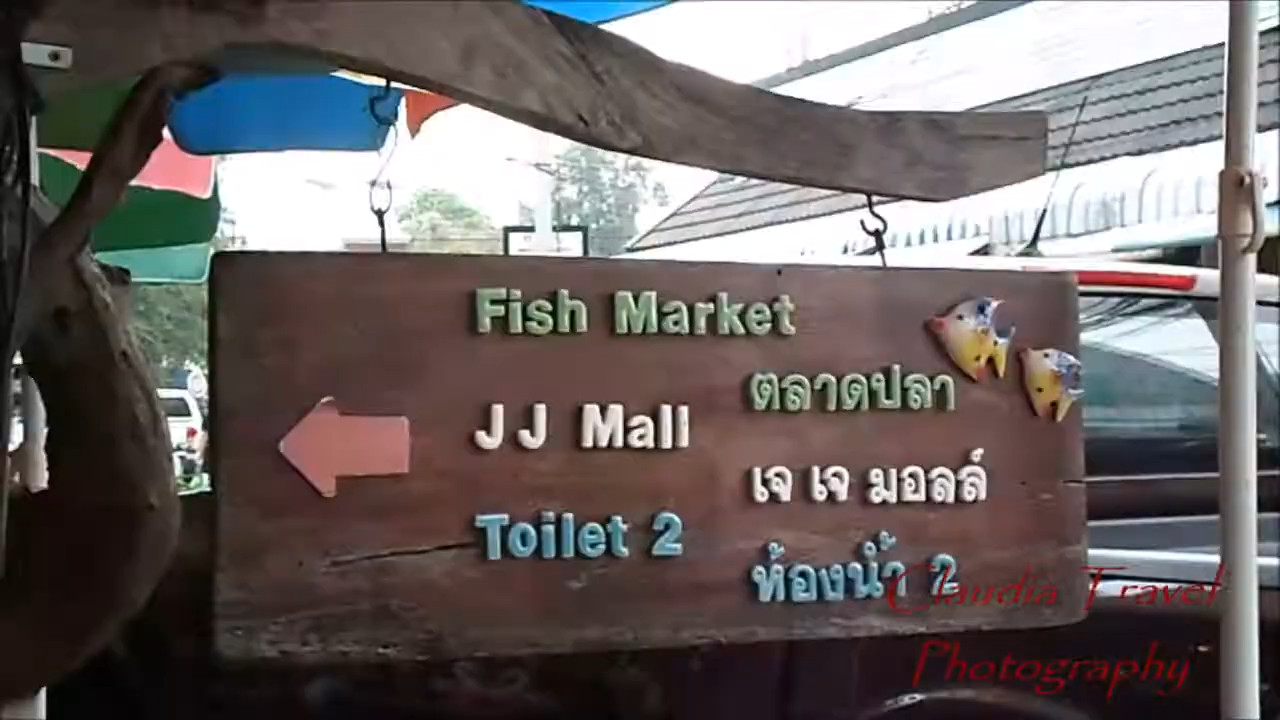 Fish Market
ตลาดปลา
J J Mall
เจ เจ มอลล์
Toilet 2
ห้องน้ำ 2
Claudia Travel
Photography